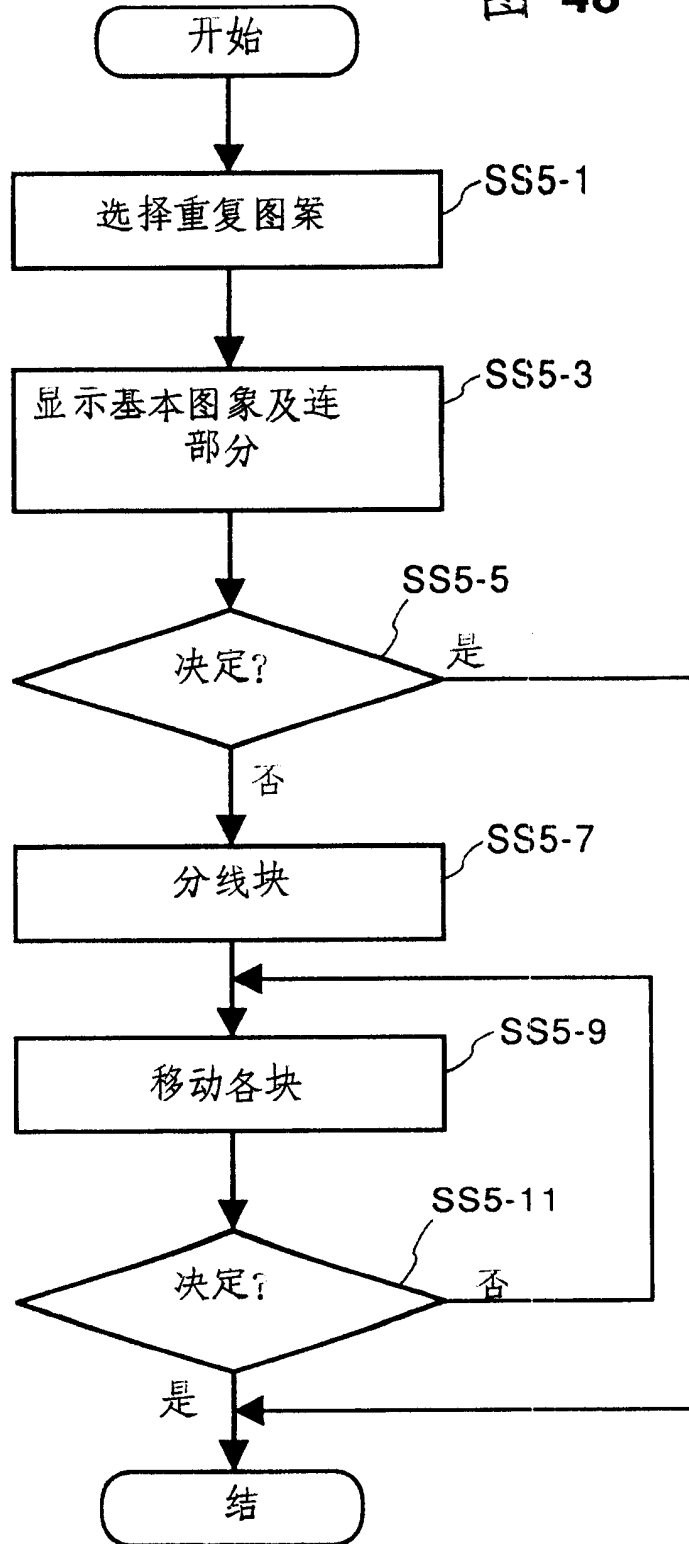 图 48
开始
SS5-1
选择重复图案
SS5-3
显示基本图象及连
部分
SS5-5
决定?
是
否
SS5-7
分线块
SS5-9
移动各块
SS5-11
决定?
否
是
结